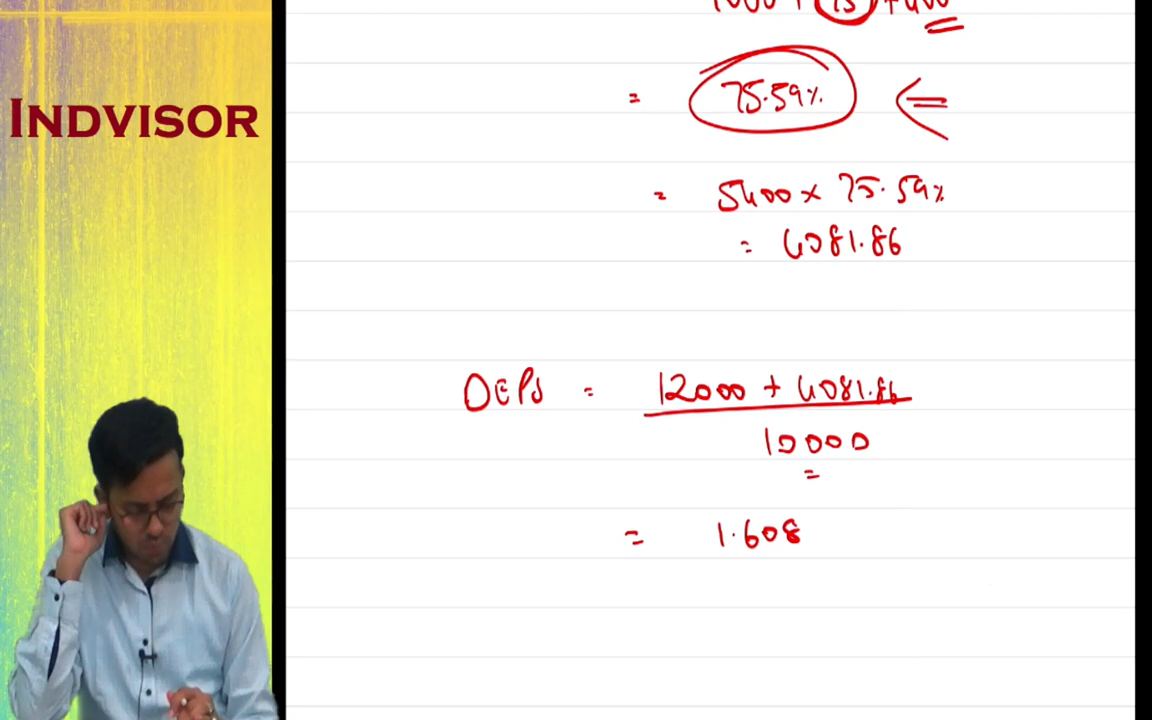 INDVISOR
= 75.59%
= 5400 × 75.59%
= 4081.86
DEPS = 12000 + 4081.86
10000
=
= 1.608